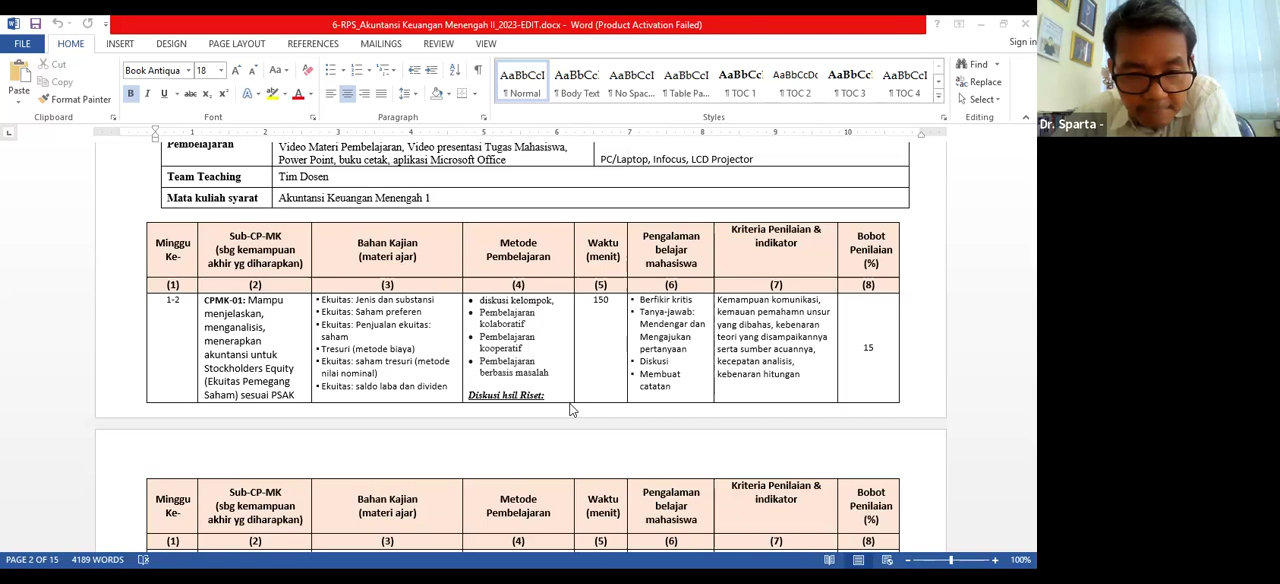 6-RPS_Akuntansi Keuangan Menengah II_2023-EDIT.docx - Word (Product Activation Failed)
FILE HOME INSERT DESIGN PAGE LAYOUT REFERENCES MAILINGS REVIEW VIEW Sign in
Paste
Cut
Copy
Format Painter
Clipboard
Book Antiqua 18
Font
Paragraph
AaBbCcI AaBbCc AaBbCcI AaBbCcI AaBbC: AaBbCcDc AaBbC: AaBbCcI
¶ Normal ¶ Body Text ¶ No Spac... ¶ Table Pa... ¶ TOC 1 ¶ TOC 2 ¶ TOC 3 ¶ TOC 4
Styles
Find
Replace
Select
Editing
Dr. Sparta -
1 2 3 4 5 6 7 8 9 10
Pembelajaran
Video Materi Pembelajaran, Video presentasi Tugas Mahasiswa,
Power Point, buku cetak, aplikasi Microsoft Office
PC/Laptop, Infocus, LCD Projector
Team Teaching Tim Dosen
Mata kuliah syarat Akuntansi Keuangan Menengah 1
Minggu
Ke-
Sub-CP-MK
(sbg kemampuan
akhir yg diharapkan)
Bahan Kajian
(materi ajar)
Metode
Pembelajaran
Waktu
(menit)
Pengalaman
belajar
mahasiswa
Kriteria Penilaian &
indikator
Bobot
Penilaian
(%)
(1) (2) (3) (4) (5) (6) (7) (8)
1-2
CPMK-01: Mampu
menjelaskan,
menganalisis,
menerapkan
akuntansi untuk
Stockholders Equity
(Ekuitas Pemegang
Saham) sesuai PSAK
• Ekuitas: Jenis dan substansi
• Ekuitas: Saham preferen
• Ekuitas: Penjualan ekuitas:
saham
• Tresuri (metode biaya)
• Ekuitas: saham tresuri (metode
nilai nominal)
• Ekuitas: saldo laba dan dividen
• diskusi kelompok,
• Pembelajaran
kolaboratif
• Pembelajaran
kooperatif
• Pembelajaran
berbasis masalah
Diskusi hsil Riset:
150
• Berfikir kritis
• Tanya-jawab:
Mendengar dan
Mengajukan
pertanyaan
• Diskusi
• Membuat
catatan
Kemampuan komunikasi,
kemauan pemahamn unsur
yang dibahas, kebenaran
teori yang disampaikannya
serta sumber acuannya,
kecepatan analisis,
kebenaran hitungan
15
Minggu
Ke-
Sub-CP-MK
(sbg kemampuan
akhir yg diharapkan)
Bahan Kajian
(materi ajar)
Metode
Pembelajaran
Waktu
(menit)
Pengalaman
belajar
mahasiswa
Kriteria Penilaian &
indikator
Bobot
Penilaian
(%)
(1) (2) (3) (4) (5) (6) (7) (8)
PAGE 2 OF 15 4189 WORDS 100%